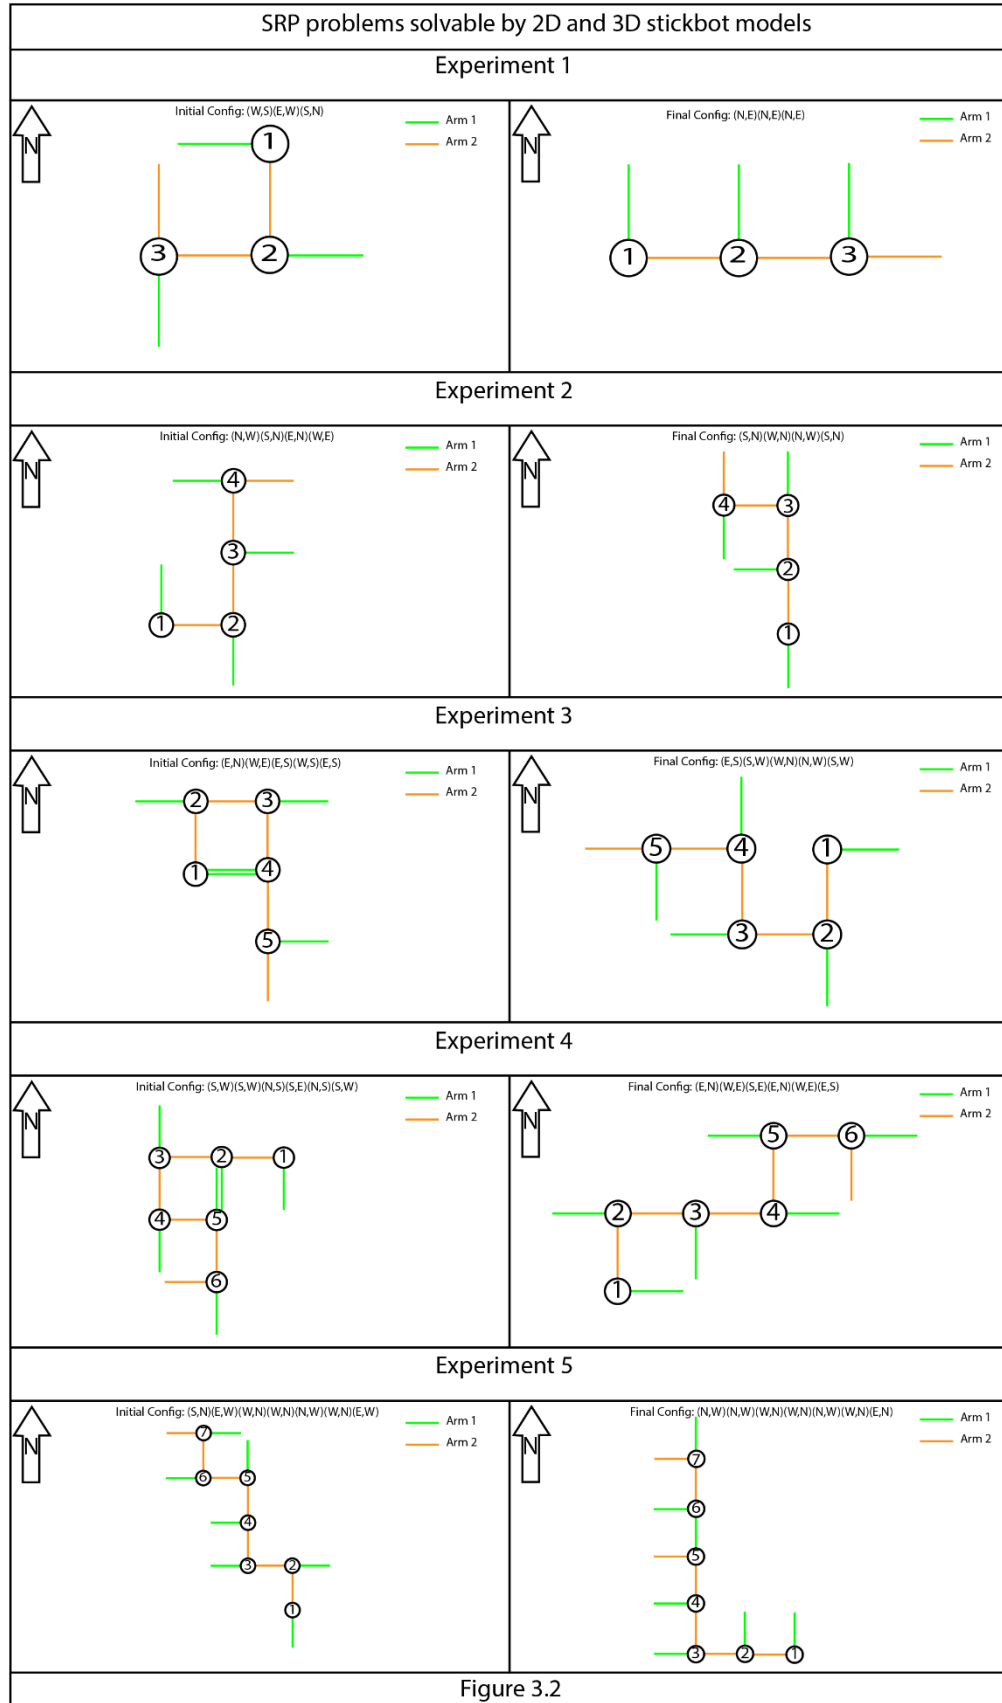 SRP problems solvable by 2D and 3D stickbot models
Experiment 1
Initial Config: (W,S)(E,W)(S,N)
Arm 1
Arm 2
N
1
3
2
Final Config: (N,E)(N,E)(N,E)
Arm 1
Arm 2
N
1
2
3
Experiment 2
Initial Config: (N,W)(S,N)(E,N)(W,E)
Arm 1
Arm 2
N
4
3
1
2
Final Config: (S,N)(W,N)(N,W)(S,N)
Arm 1
Arm 2
N
4
3
2
1
Experiment 3
Initial Config: (E,N)(W,E)(E,S)(W,S)(E,S)
Arm 1
Arm 2
N
2
3
1
4
5
Final Config: (E,S)(S,W)(W,N)(N,W)(S,W)
Arm 1
Arm 2
N
5
4
1
3
2
Experiment 4
Initial Config: (S,W)(S,W)(N,S)(S,E)(N,S)(S,W)
Arm 1
Arm 2
N
3
2
1
4
5
6
Final Config: (E,N)(W,E)(S,E)(E,N)(W,E)(E,S)
Arm 1
Arm 2
N
5
6
2
3
4
1
Experiment 5
Initial Config: (S,N)(E,W)(W,N)(W,N)(N,W)(W,N)(E,W)
Arm 1
Arm 2
N
7
6
5
4
3
2
1
Final Config: (N,W)(N,W)(W,N)(W,N)(N,W)(W,N)(E,N)
Arm 1
Arm 2
N
7
6
5
4
3
2
1
Figure 3.2